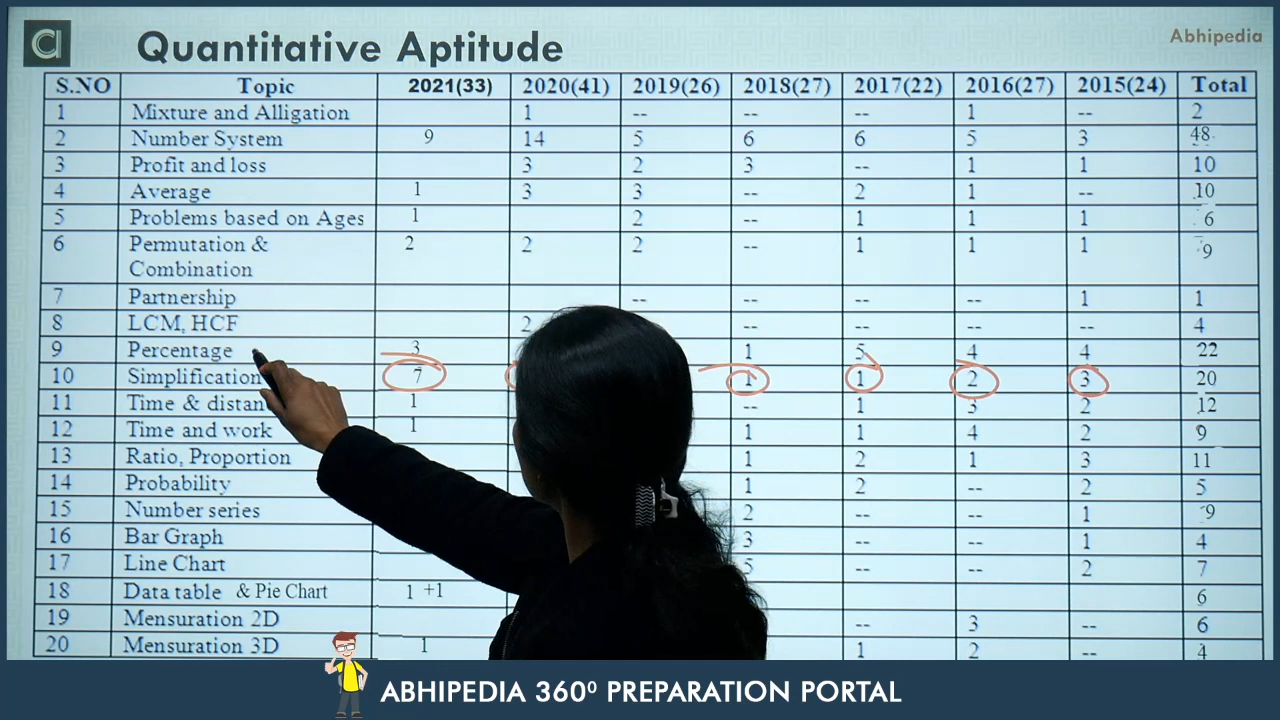 Quantitative Aptitude
Abhipedia
S.NO Topic 2021(33) 2020(41) 2019(26) 2018(27) 2017(22) 2016(27) 2015(24) Total
1 Mixture and Alligation 1 -- -- -- 1 -- 2
2 Number System 9 14 5 6 6 5 3 48
3 Profit and loss 3 2 3 -- 1 1 10
4 Average 1 3 3 -- 2 1 -- 10
5 Problems based on Ages 1 2 -- 1 1 1 6
6 Permutation & 2 2 2 -- 1 1 1 9
Combination
7 Partnership -- -- -- -- 1 1
8 LCM, HCF 2 -- -- -- -- 4
9 Percentage 3 1 5 4 4 22
10 Simplification 7 1 1 2 3 20
11 Time & 1 -- 1 3 2 12
12 Time and work 1 1 1 4 2 9
13 Ratio, Proportion 1 2 1 3 11
14 Probability 1 2 -- 2 5
15 Number series 2 -- -- 1 9
16 Bar Graph 3 -- -- 1 4
17 Line Chart 5 -- -- 2 7
18 Data table & Pie Chart 1 +1 6
19 Mensuration 2D -- 3 -- 6
20 Mensuration 3D 1 1 2 -- 4
ABHIPEDIA 360º PREPARATION PORTAL